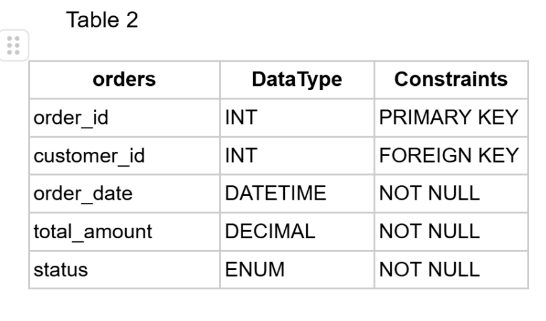 Table 2
orders DataType Constraints
order_id INT PRIMARY KEY
customer_id INT FOREIGN KEY
order_date DATETIME NOT NULL
total_amount DECIMAL NOT NULL
status ENUM NOT NULL